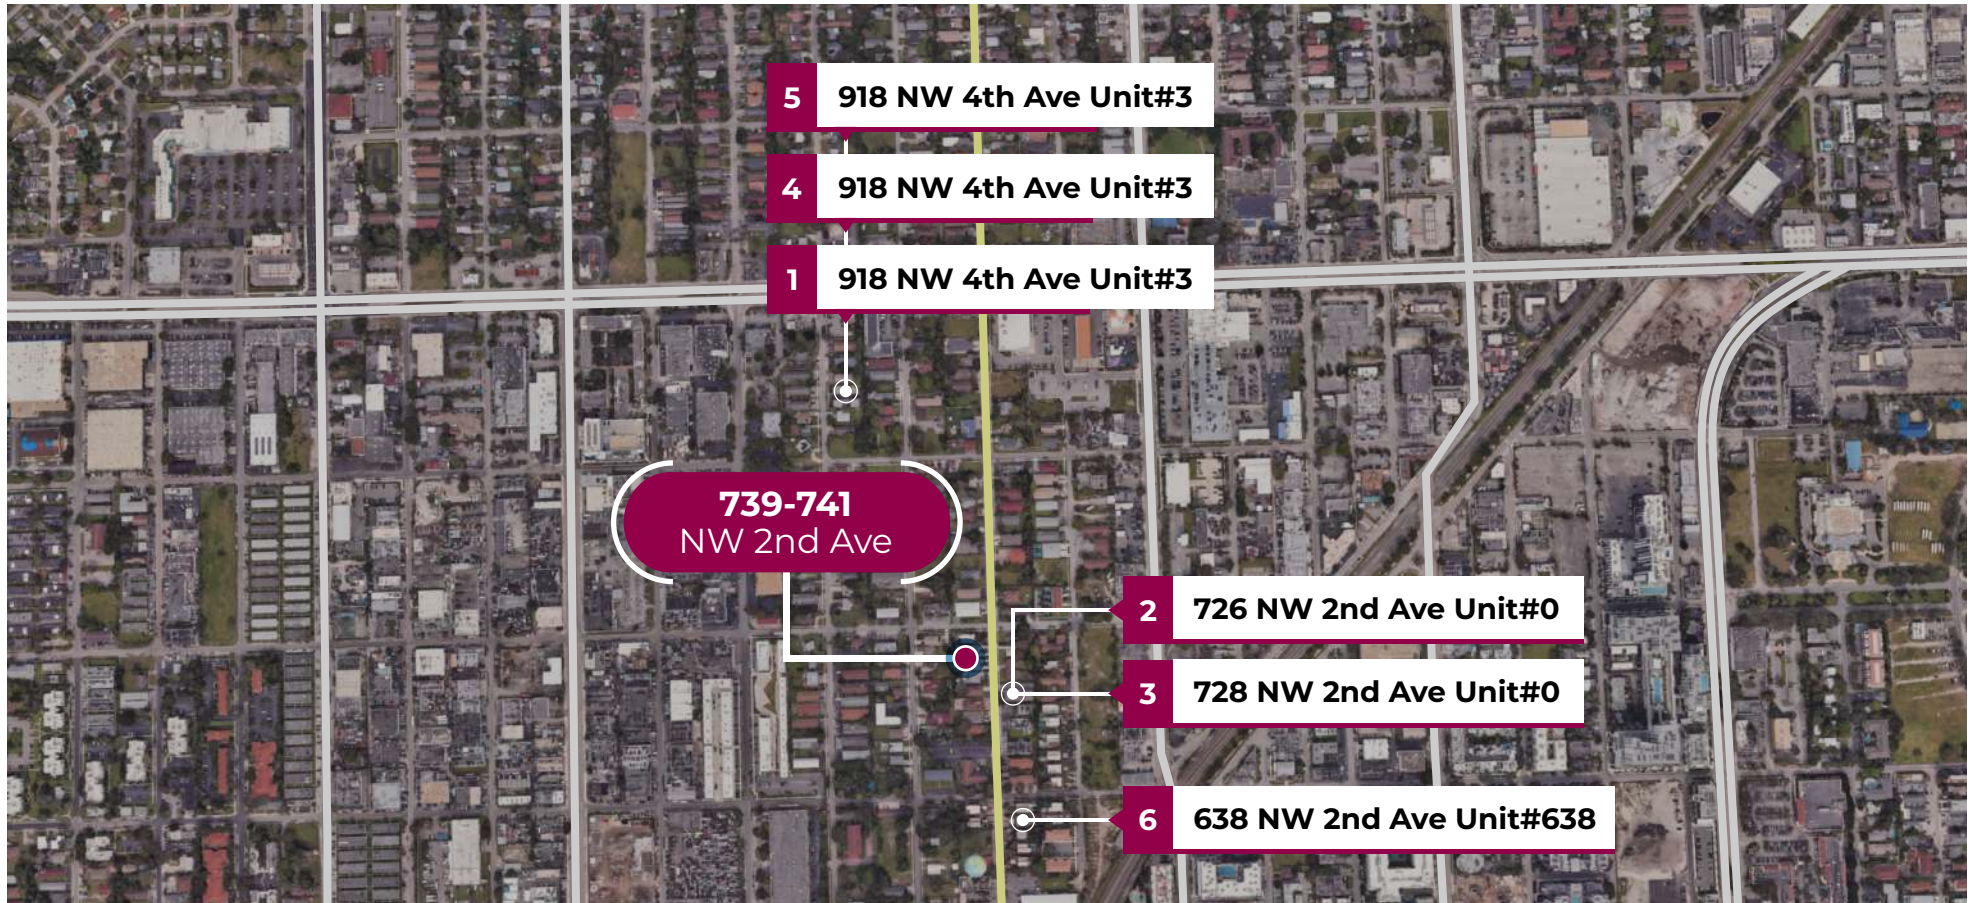 5 918 NW 4th Ave Unit#3
4 918 NW 4th Ave Unit#3
1 918 NW 4th Ave Unit#3
739-741
NW 2nd Ave
2 726 NW 2nd Ave Unit#0
3 728 NW 2nd Ave Unit#0
6 638 NW 2nd Ave Unit#638